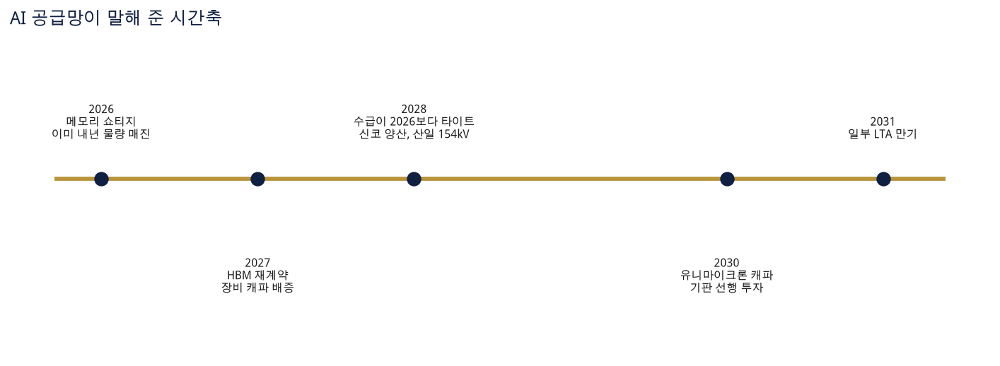 AI 공급망이 말해 준 시간축
2026
메모리 쇼티지
이미 내년 물량 매진
2027
HBM 재계약
장비 캐파 배증
2028
수급이 2026보다 타이트
신코 양산, 산일 154kV
2030
유니마이크론 캐파
기판 선행 투자
2031
일부 LTA 만기